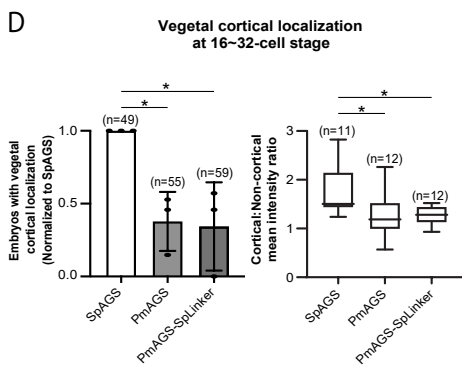 D
Vegetal cortical localization
at 16~32-cell stage
Embryos with vegetal
cortical localization
(Normalized to SpAGS)
1.0
0.5
0.0
*
*
(n=49)
(n=55)
(n=59)
SpAGS
PmAGS
PmAGS-SpLinker
Cortical:Non-cortical
mean intensity ratio
3
2
1
0
*
*
(n=11)
(n=12)
(n=12)
SpAGS
PmAGS
PmAGS-SpLinker